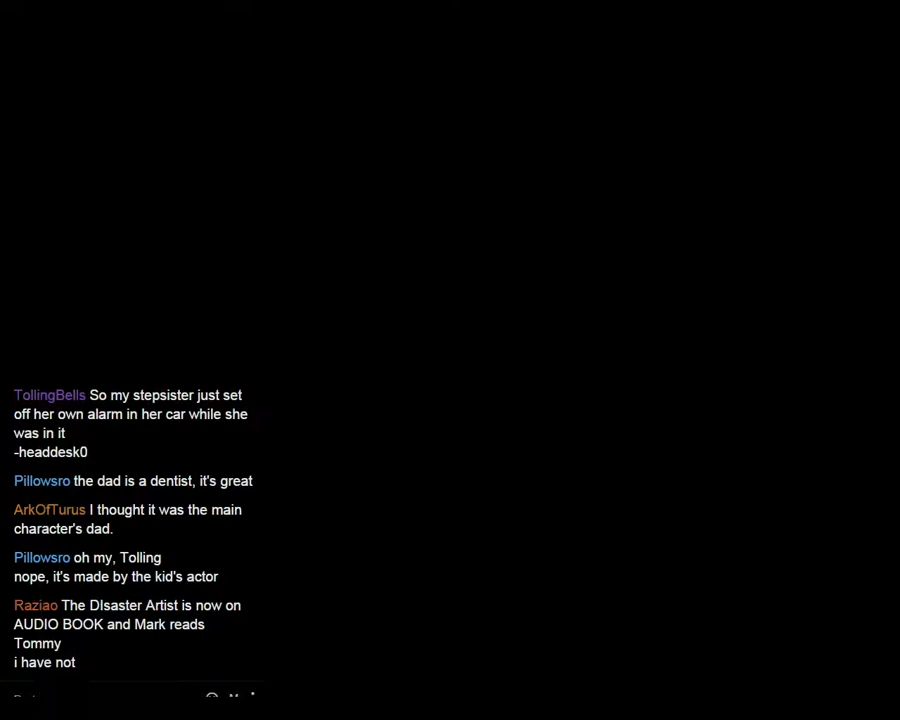 TollingBells So my stepsister just set
off her own alarm in her car while she
was in it
-headdesk0
Pillowsro the dad is a dentist, it's great
ArkOfTurus I thought it was the main
character's dad.
Pillowsro oh my, Tolling
nope, it's made by the kid's actor
Raziao The DIsaster Artist is now on
AUDIO BOOK and Mark reads
Tommy
i have not